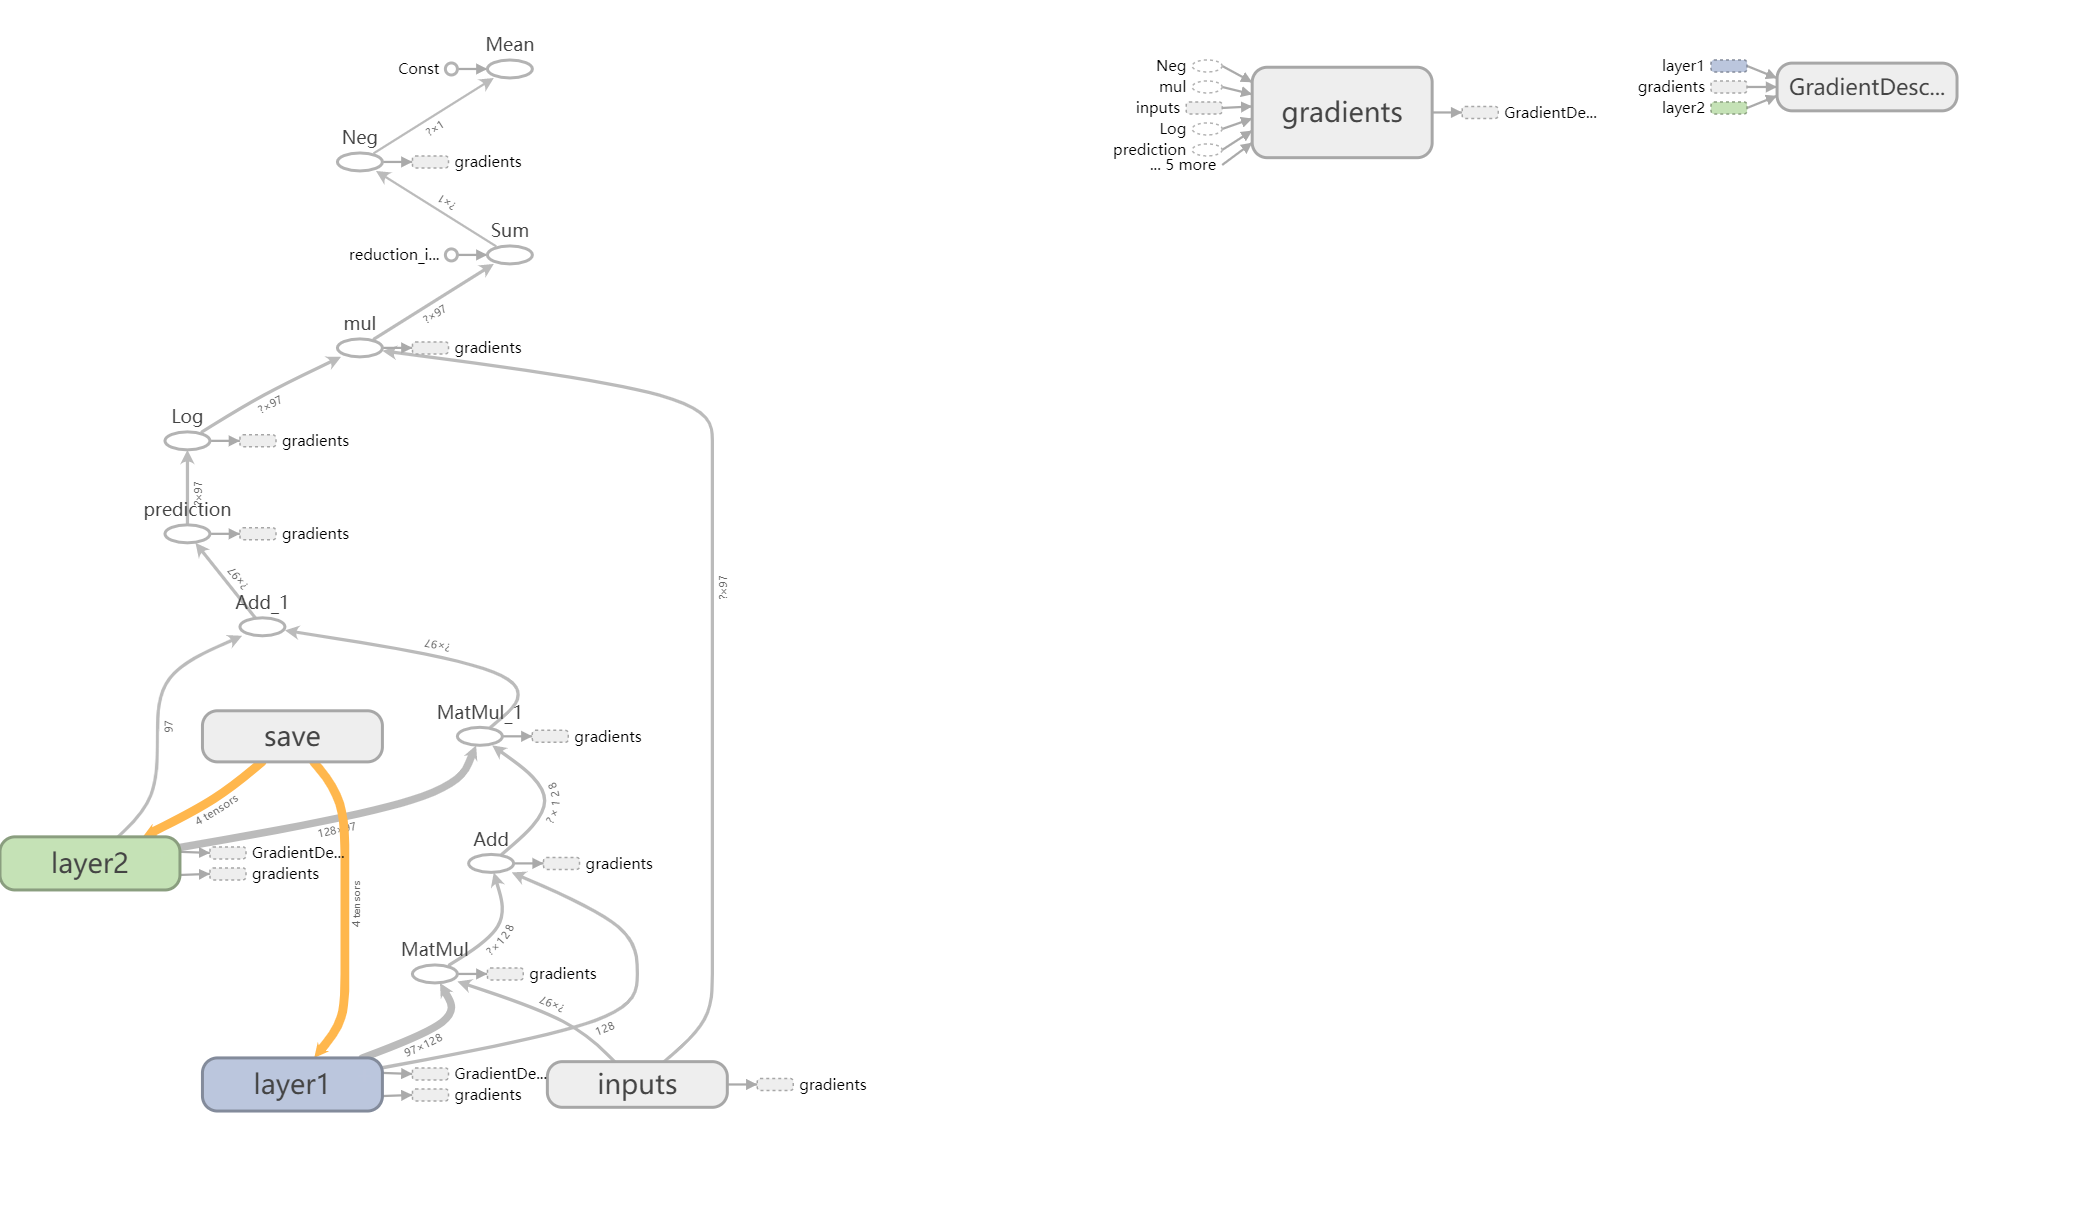 Mean
Const
?×1
Neg
gradients
?×1
Sum
reduction_i...
?×97
mul
gradients
?×97
Log
gradients
?×97
prediction
gradients
?×97
Add_1
?×97
?×97
97
save
MatMul_1
gradients
4 tensors
?×128
128×97
layer2
GradientDe...
gradients
Add
gradients
4 tensors
?×128
MatMul
gradients
?×97
128
97×128
layer1
GradientDe...
gradients
inputs
gradients
Neg
mul
inputs
Log
prediction
... 5 more
gradients
GradientDe...
layer1
gradients
layer2
GradientDesc...